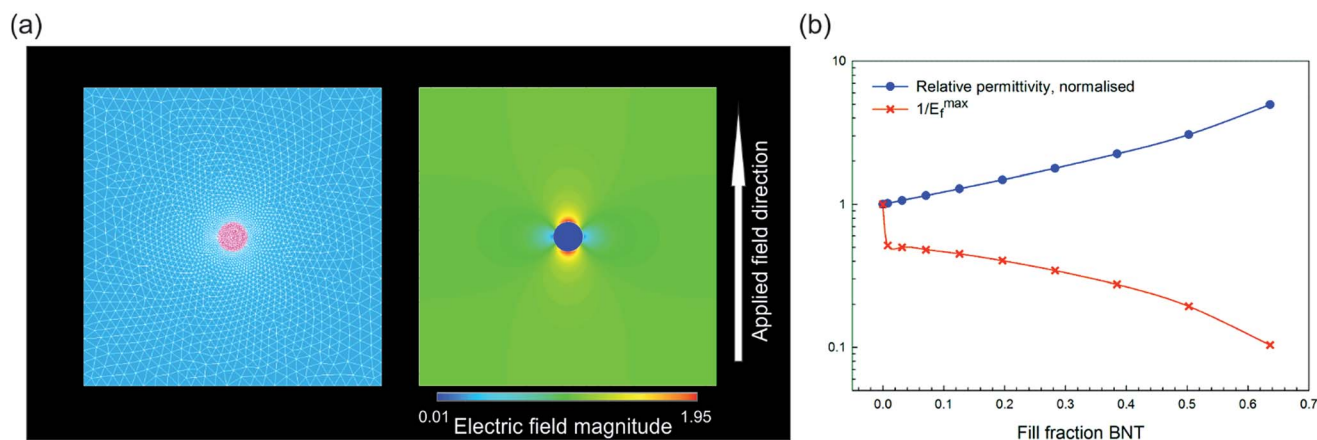 (a)
Applied field direction
0.01
Electric field magnitude
1.95
(b)
10
1
0.1
Relative permittivity, normalised
1/E_f^max
0.0 0.1 0.2 0.3 0.4 0.5 0.6 0.7
Fill fraction BNT